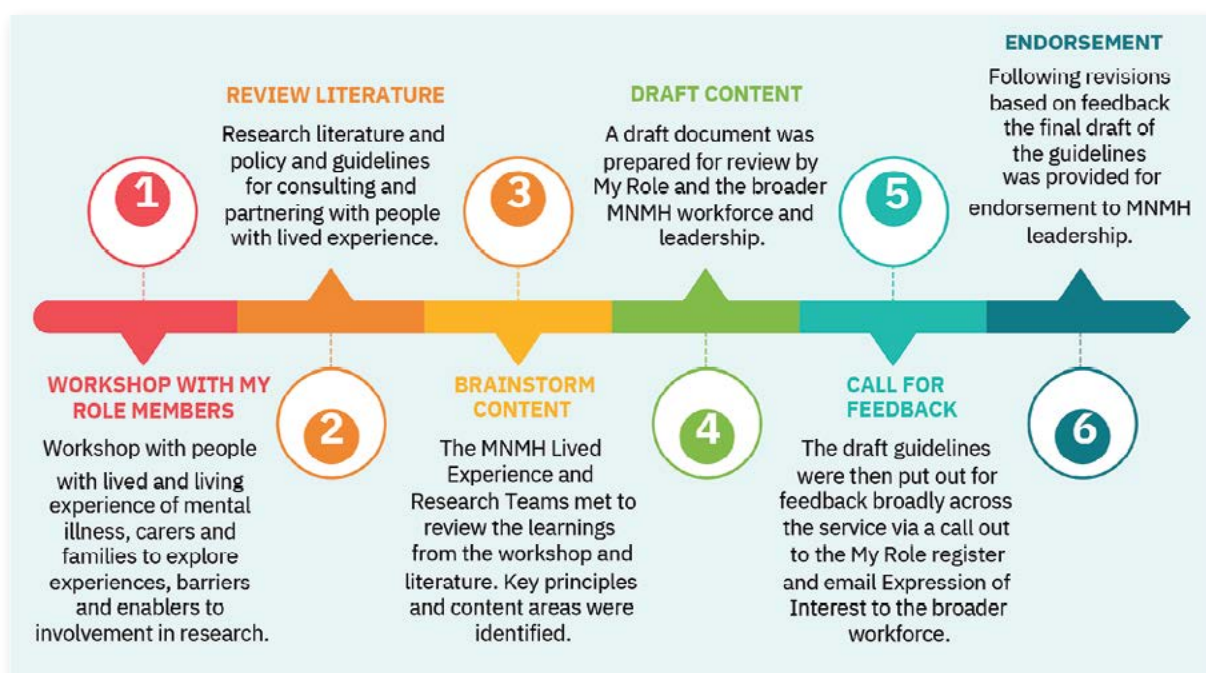 1
WORKSHOP WITH MY
ROLE MEMBERS
Workshop with people
with lived and living
experience of mental
illness, carers and
families to explore
experiences, barriers
and enablers to
involvement in research.
REVIEW LITERATURE
Research literature and
policy and guidelines
for consulting and
partnering with people
with lived experience.
2
3
BRAINSTORM
CONTENT
The MNMH Lived
Experience and
Research Teams met to
review the learnings
from the workshop and
literature. Key principles
and content areas were
identified.
DRAFT CONTENT
A draft document was
prepared for review by
My Role and the broader
MNMH workforce and
leadership.
4
5
CALL FOR
FEEDBACK
The draft guidelines
were then put out for
feedback broadly across
the service via a call out
to the My Role register
and email Expression of
Interest to the broader
workforce.
ENDORSEMENT
Following revisions
based on feedback
the final draft of
the guidelines
was provided for
endorsement to MNMH
leadership.
6